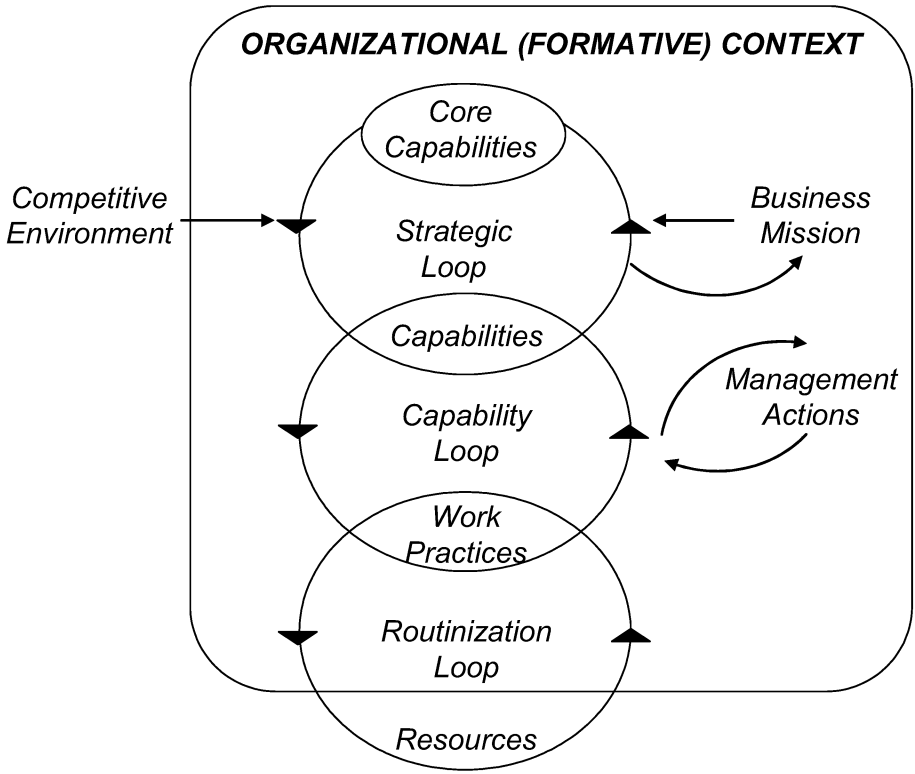 ORGANIZATIONAL (FORMATIVE) CONTEXT
Core
Capabilities
Competitive
Environment
Strategic
Loop
Business
Mission
Capabilities
Capability
Loop
Management
Actions
Work
Practices
Routinization
Loop
Resources